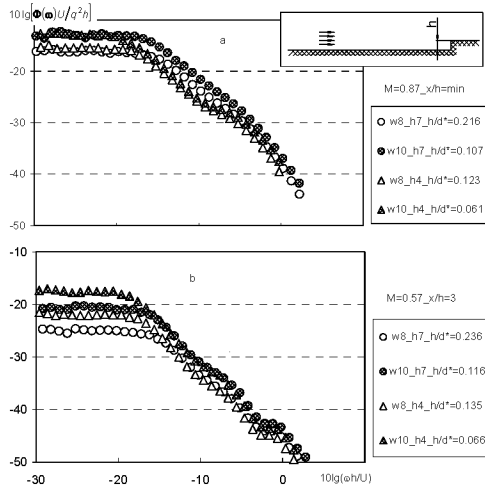 10lg[Φ(ω)U/q²h]
a
h
-20
-30
-40
-50
M=0.87_x/h=min
w8_h7_h/d*=0.216
w10_h7_h/d*=0.107
w8_h4_h/d*=0.123
w10_h4_h/d*=0.061
-10
b
-20
-30
-40
-50
-30 -20 -10 0 10
10lg(ωh/U)
M=0.57_x/h=3
w8_h7_h/d*=0.236
w10_h7_h/d*=0.116
w8_h4_h/d*=0.135
w10_h4_h/d*=0.066